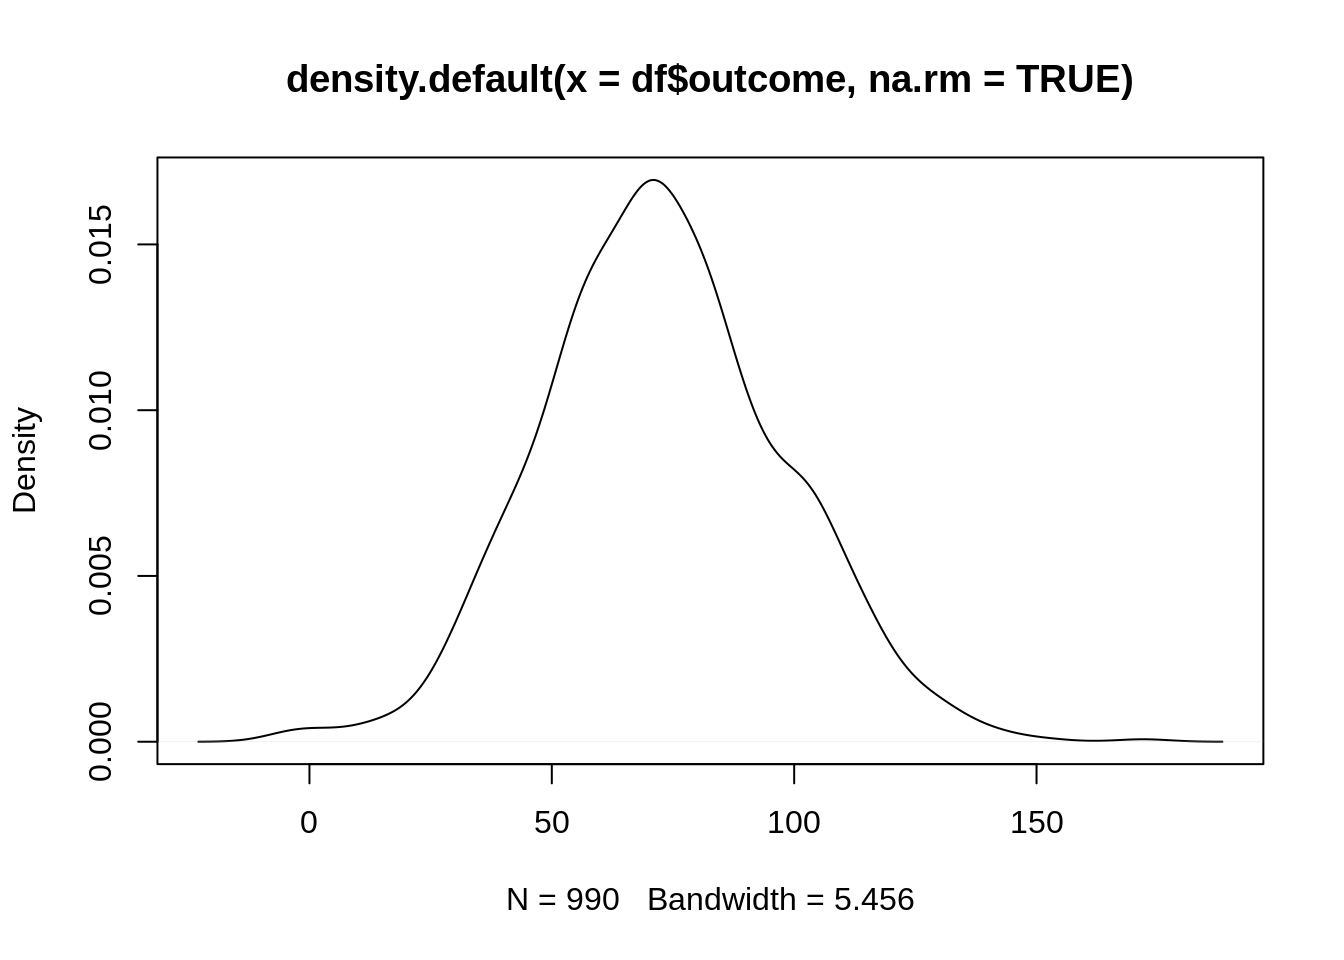 density.default(x = df$outcome, na.rm = TRUE)
Density
0.015
0.010
0.005
0.000
0 50 100 150
N = 990 Bandwidth = 5.456